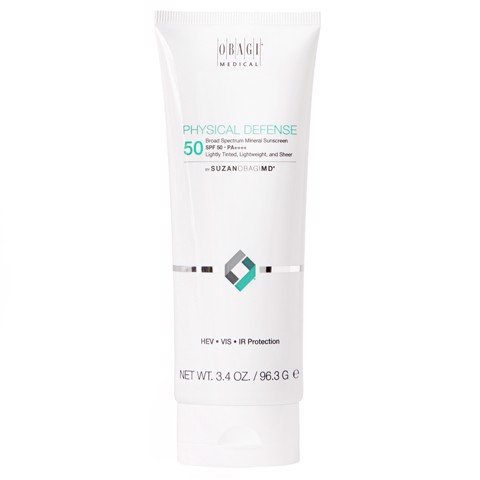 OBAGI
MEDICAL
PHYSICAL DEFENSE
50 Broad Spectrum Mineral Sunscreen
SPF 50 • PA++++
Lightly Tinted, Lightweight, and Sheer
BY SUZANOBAGIMD®
HEV • VIS • IR Protection
NET WT. 3.4 OZ. / 96.3 G ℮